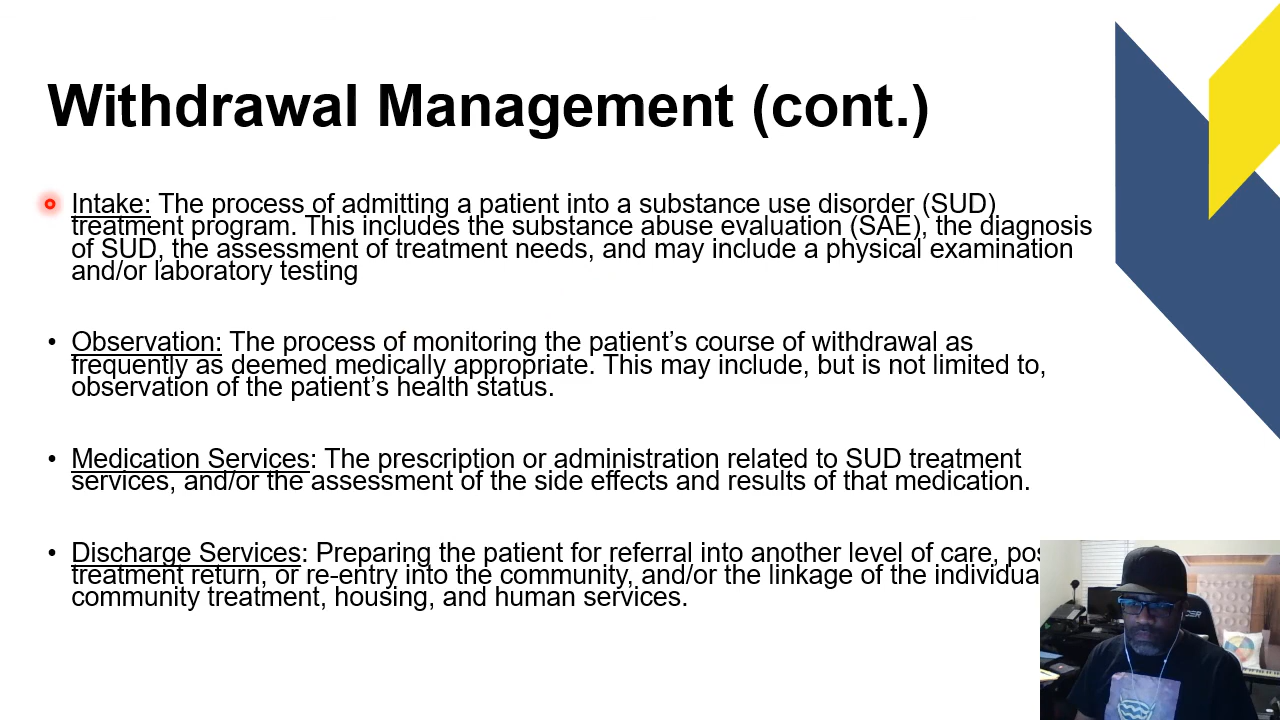 Withdrawal Management (cont.)
Intake: The process of admitting a patient into a substance use disorder (SUD)
treatment program. This includes the substance abuse evaluation (SAE), the diagnosis
of SUD, the assessment of treatment needs, and may include a physical examination
and/or laboratory testing
• Observation: The process of monitoring the patient’s course of withdrawal as
frequently as deemed medically appropriate. This may include, but is not limited to,
observation of the patient’s health status.
• Medication Services: The prescription or administration related to SUD treatment
services, and/or the assessment of the side effects and results of that medication.
• Discharge Services: Preparing the patient for referral into another level of care,
treatment return, or re-entry into the community, and/or the linkage of the
community treatment, housing, and human services.